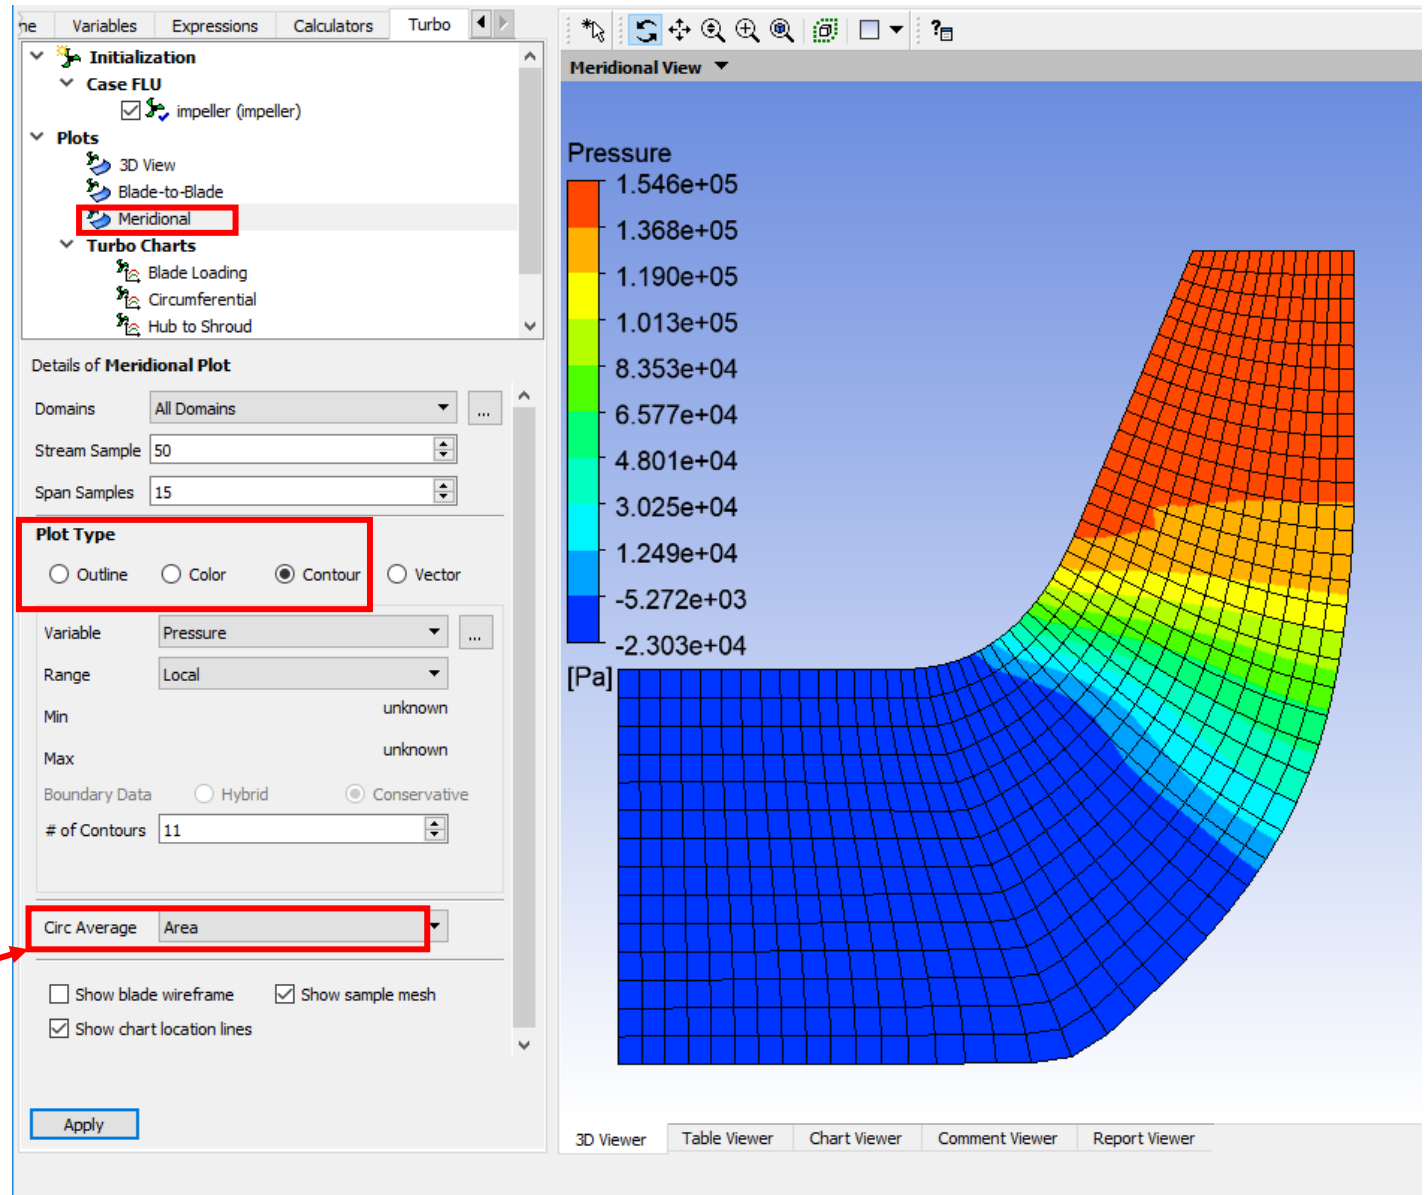 ne Variables Expressions Calculators Turbo
Initialization
Case FLU
impeller (impeller)
Plots
3D View
Blade-to-Blade
Meridional
Turbo Charts
Blade Loading
Circumferential
Hub to Shroud
Details of Meridional Plot
Domains All Domains ...
Stream Sample 50
Span Samples 15
Plot Type
Outline Color Contour Vector
Variable Pressure ...
Range Local
Min unknown
Max unknown
Boundary Data Hybrid Conservative
# of Contours 11
Circ Average Area
Show blade wireframe Show sample mesh
Show chart location lines
Apply
Meridional View
Pressure
1.546e+05
1.368e+05
1.190e+05
1.013e+05
8.353e+04
6.577e+04
4.801e+04
3.025e+04
1.249e+04
-5.272e+03
-2.303e+04
[Pa]
3D Viewer Table Viewer Chart Viewer Comment Viewer Report Viewer